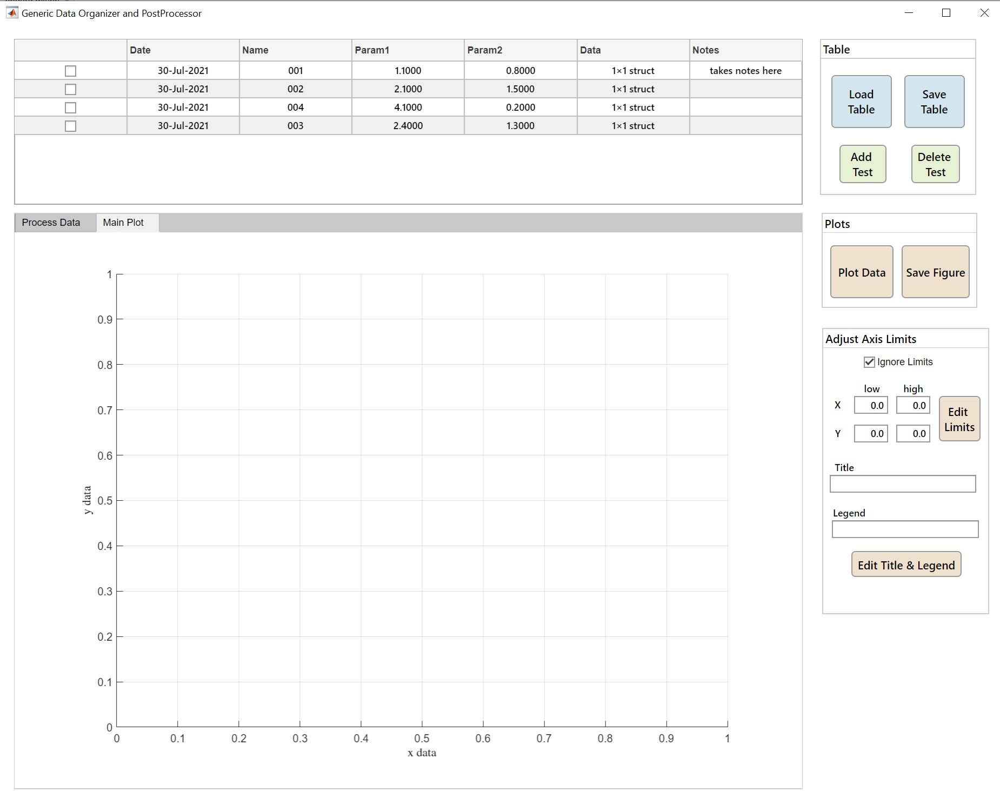 Generic Data Organizer and PostProcessor
Date Name Param1 Param2 Data Notes
30-Jul-2021 001 1.1000 0.8000 1×1 struct takes notes here
30-Jul-2021 002 2.1000 1.5000 1×1 struct
30-Jul-2021 004 4.1000 0.2000 1×1 struct
30-Jul-2021 003 2.4000 1.3000 1×1 struct
Process Data Main Plot
1
0.9
0.8
0.7
0.6
0.5
0.4
0.3
0.2
0.1
0
y data
0 0.1 0.2 0.3 0.4 0.5 0.6 0.7 0.8 0.9 1
x data
Table
Load
Table
Save
Table
Add
Test
Delete
Test
Plots
Plot Data
Save Figure
Adjust Axis Limits
Ignore Limits
low high
X 0.0 0.0
Y 0.0 0.0
Edit
Limits
Title
Legend
Edit Title & Legend